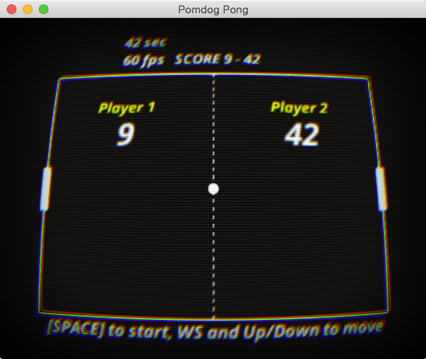 Pomdog Pong
42 sec
60 fps SCORE 9 - 42
Player 1
Player 2
9
42
[SPACE] to start, WS and Up/Down to move